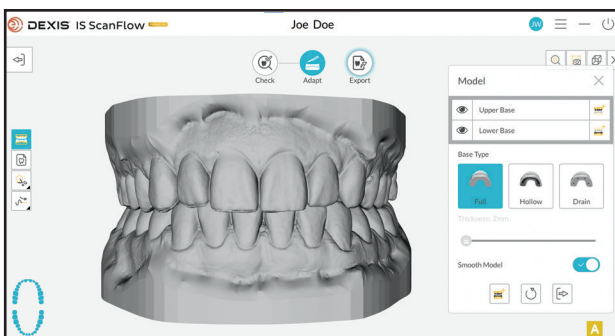 DEXIS IS ScanFlow
Joe Doe
JW
Check
Adapt
Export
Model
Upper Base
Lower Base
Base Type
Full
Hollow
Drain
Thickness: 2mm
Smooth Model
A